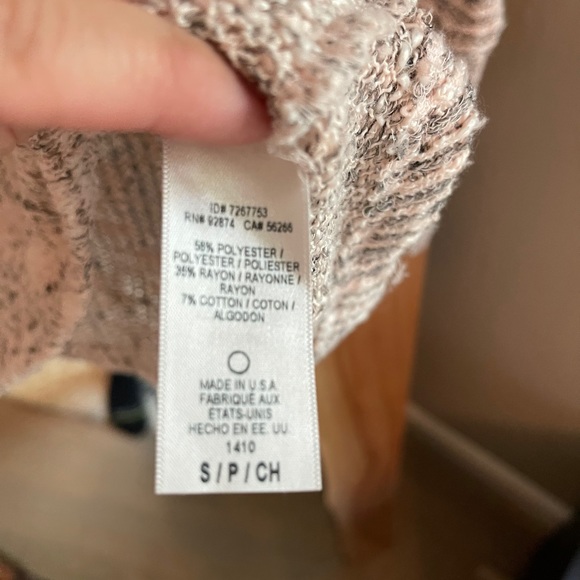 ID# 7267753
RN# 92874 CA# 56266
58% POLYESTER /
POLYESTER / POLIESTER
35% RAYON / RAYONNE /
RAYON
7% COTTON / COTON /
ALGODON
MADE IN U.S.A.
FABRIQUÉ AUX
ÉTATS-UNIS
HECHO EN EE. UU.
1410
S / P / CH